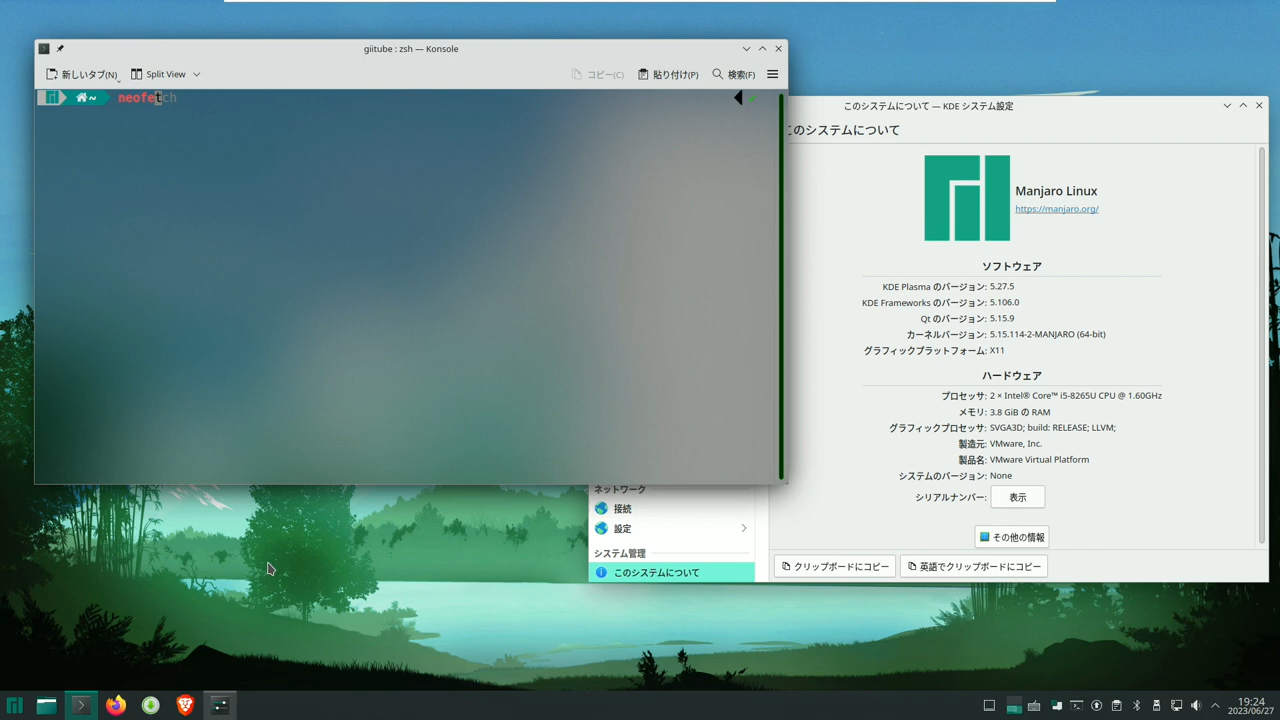 giitube : zsh — Konsole
新しいタブ(N)
Split View
コピー(C)
貼り付け(P)
検索(F)
~ neofetch
このシステムについて — KDE システム設定
このシステムについて
Manjaro Linux
https://manjaro.org/
ソフトウェア
KDE Plasma のバージョン: 5.27.5
KDE Frameworks のバージョン: 5.106.0
Qt のバージョン: 5.15.9
カーネルバージョン: 5.15.114-2-MANJARO (64-bit)
グラフィックプラットフォーム: X11
ハードウェア
プロセッサ: 2 × Intel® Core™ i5-8265U CPU @ 1.60GHz
メモリ: 3.8 GiB の RAM
グラフィックプロセッサ: SVGA3D; build: RELEASE; LLVM;
製造元: VMware, Inc.
製品名: VMware Virtual Platform
システムのバージョン: None
シリアルナンバー: 表示
その他の情報
クリップボードにコピー
英語でクリップボードにコピー
ネットワーク
接続
設定
システム管理
このシステムについて
19:24
2023/06/27